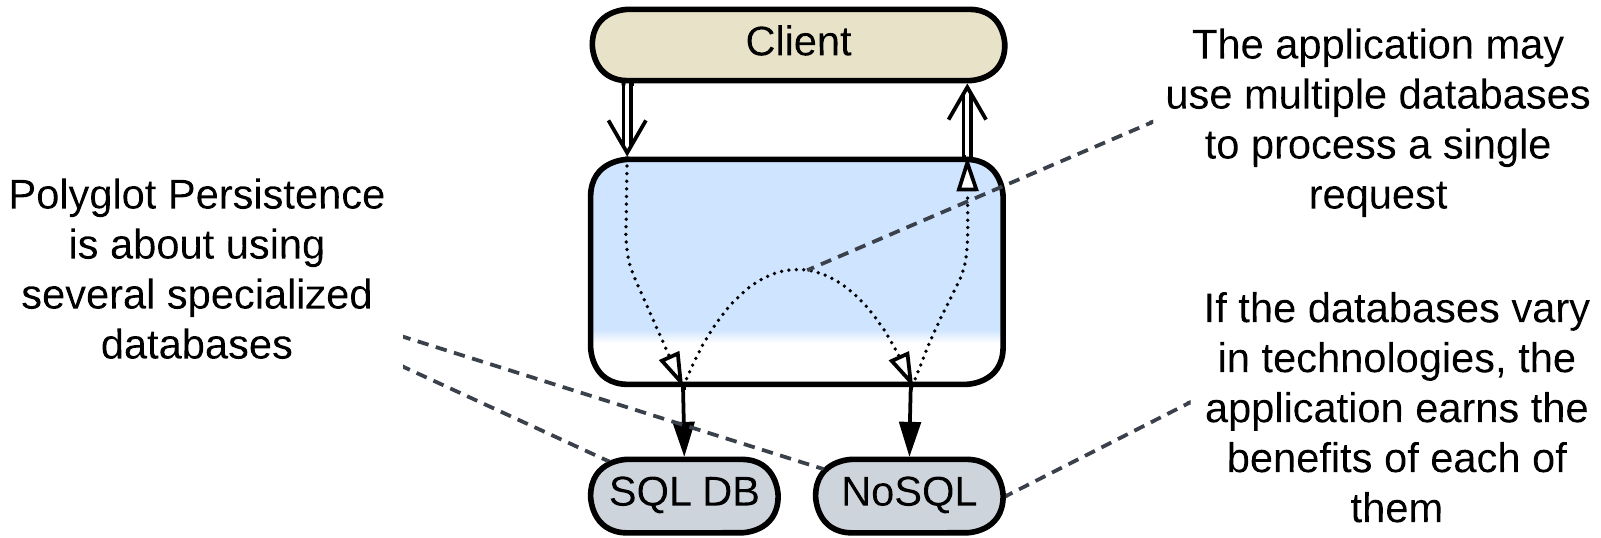 Client
The application may
use multiple databases
to process a single
request
Polyglot Persistence
is about using
several specialized
databases
If the databases vary
in technologies, the
application earns the
benefits of each of
them
SQL DB
NoSQL